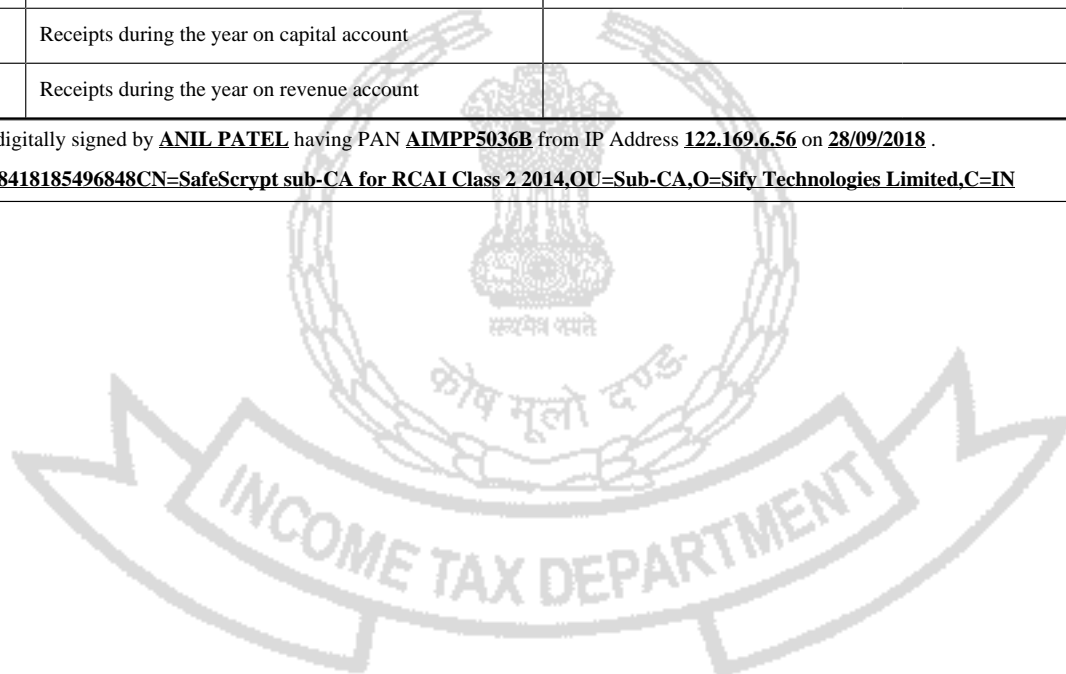 Receipts during the year on capital account
Receipts during the year on revenue account
digitally signed by ANIL PATEL having PAN AIMPP5036B from IP Address 122.169.6.56 on 28/09/2018 .
8418185496848CN=SafeScrypt sub-CA for RCAI Class 2 2014,OU=Sub-CA,O=Sify Technologies Limited,C=IN
सत्यमेव जयते
कोष मूलो दण्ड:
INCOME TAX DEPARTMENT